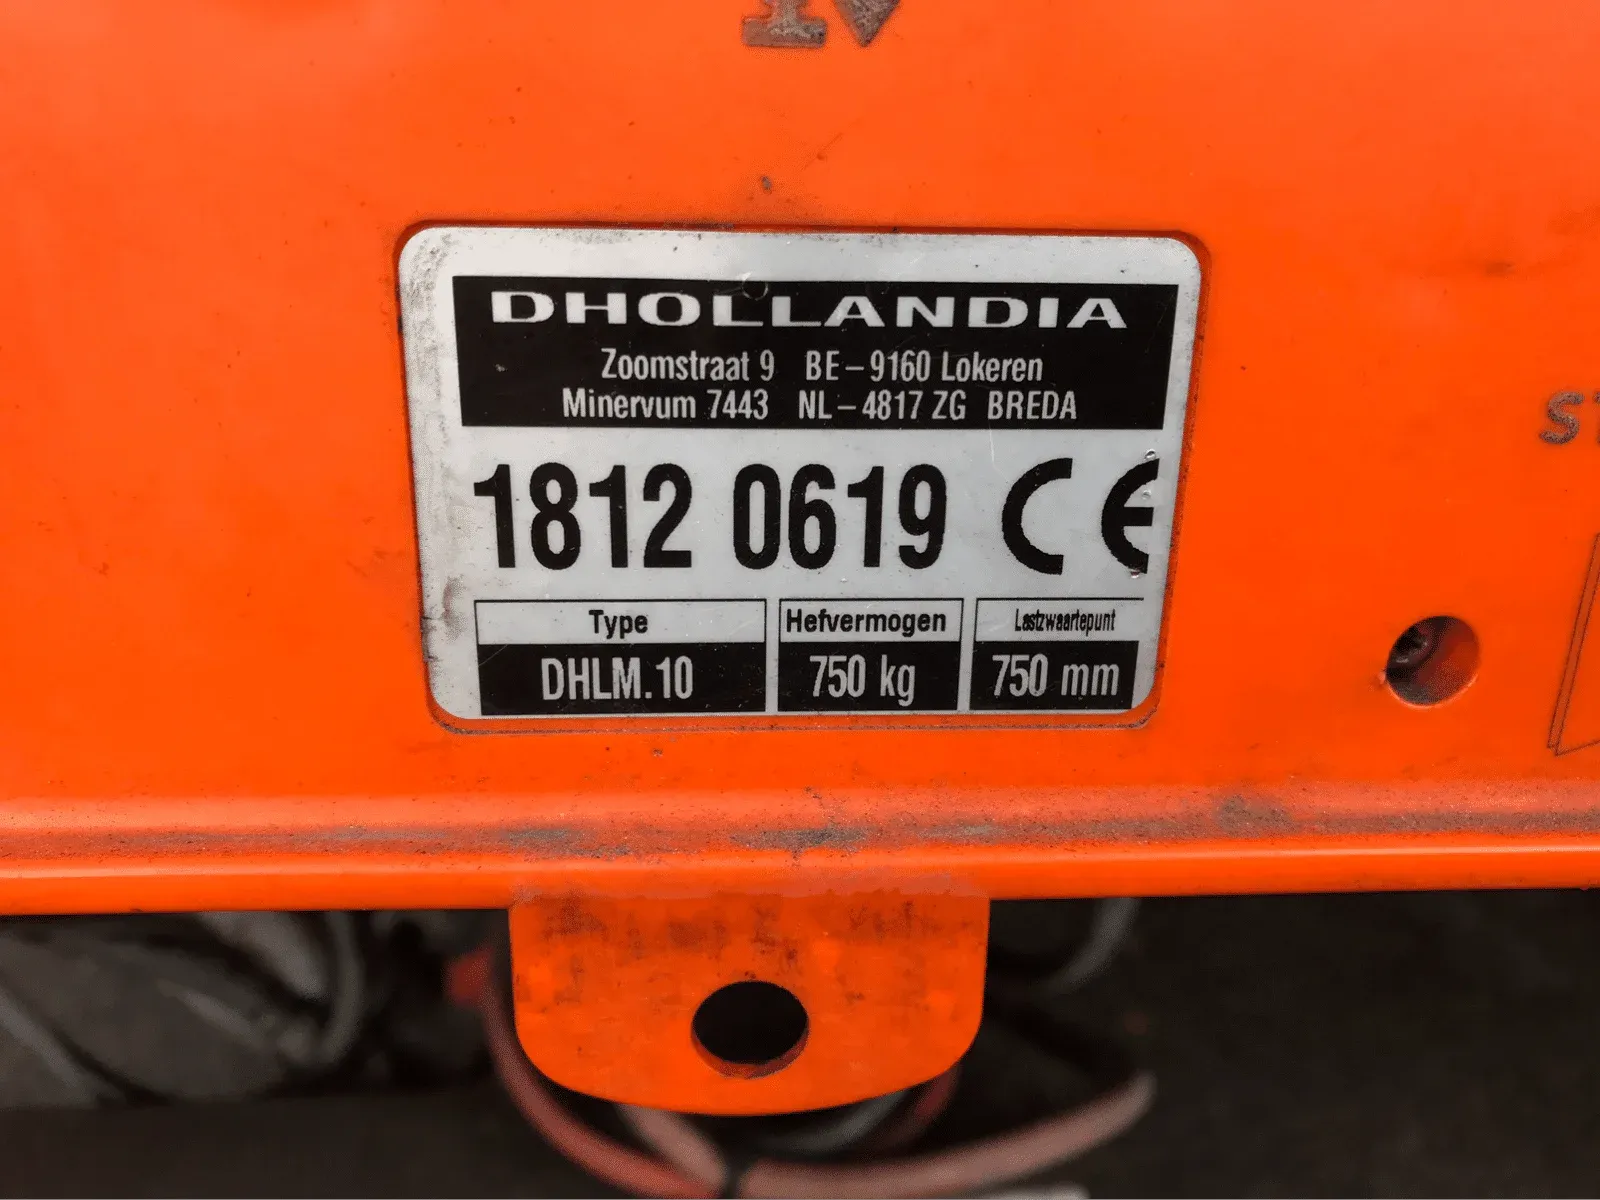 DHOLLANDIA
Zoomstraat 9 BE-9160 Lokeren
Minervum 7443 NL-4817 ZG BREDA
1812 0619 CE
Type Hefvermogen Lastzwaartepunt
DHLM.10 750 kg 750 mm